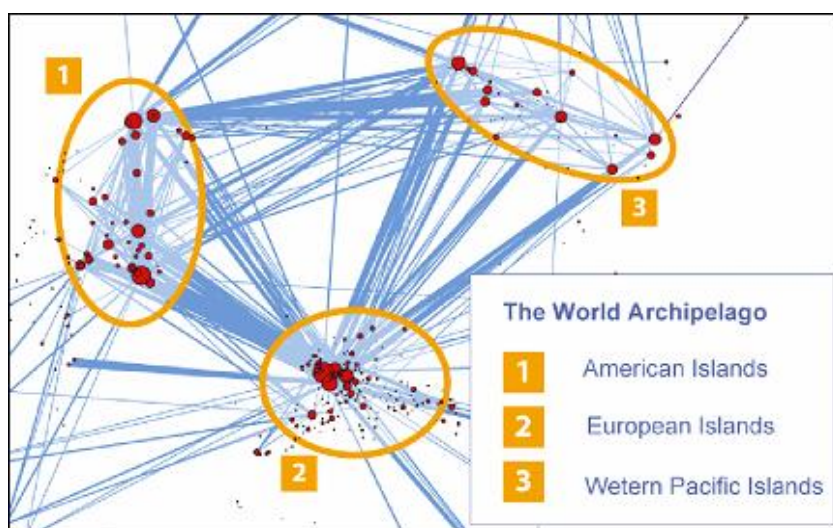 1
3
2
The World Archipelago
1 American Islands
2 European Islands
3 Wetern Pacific Islands